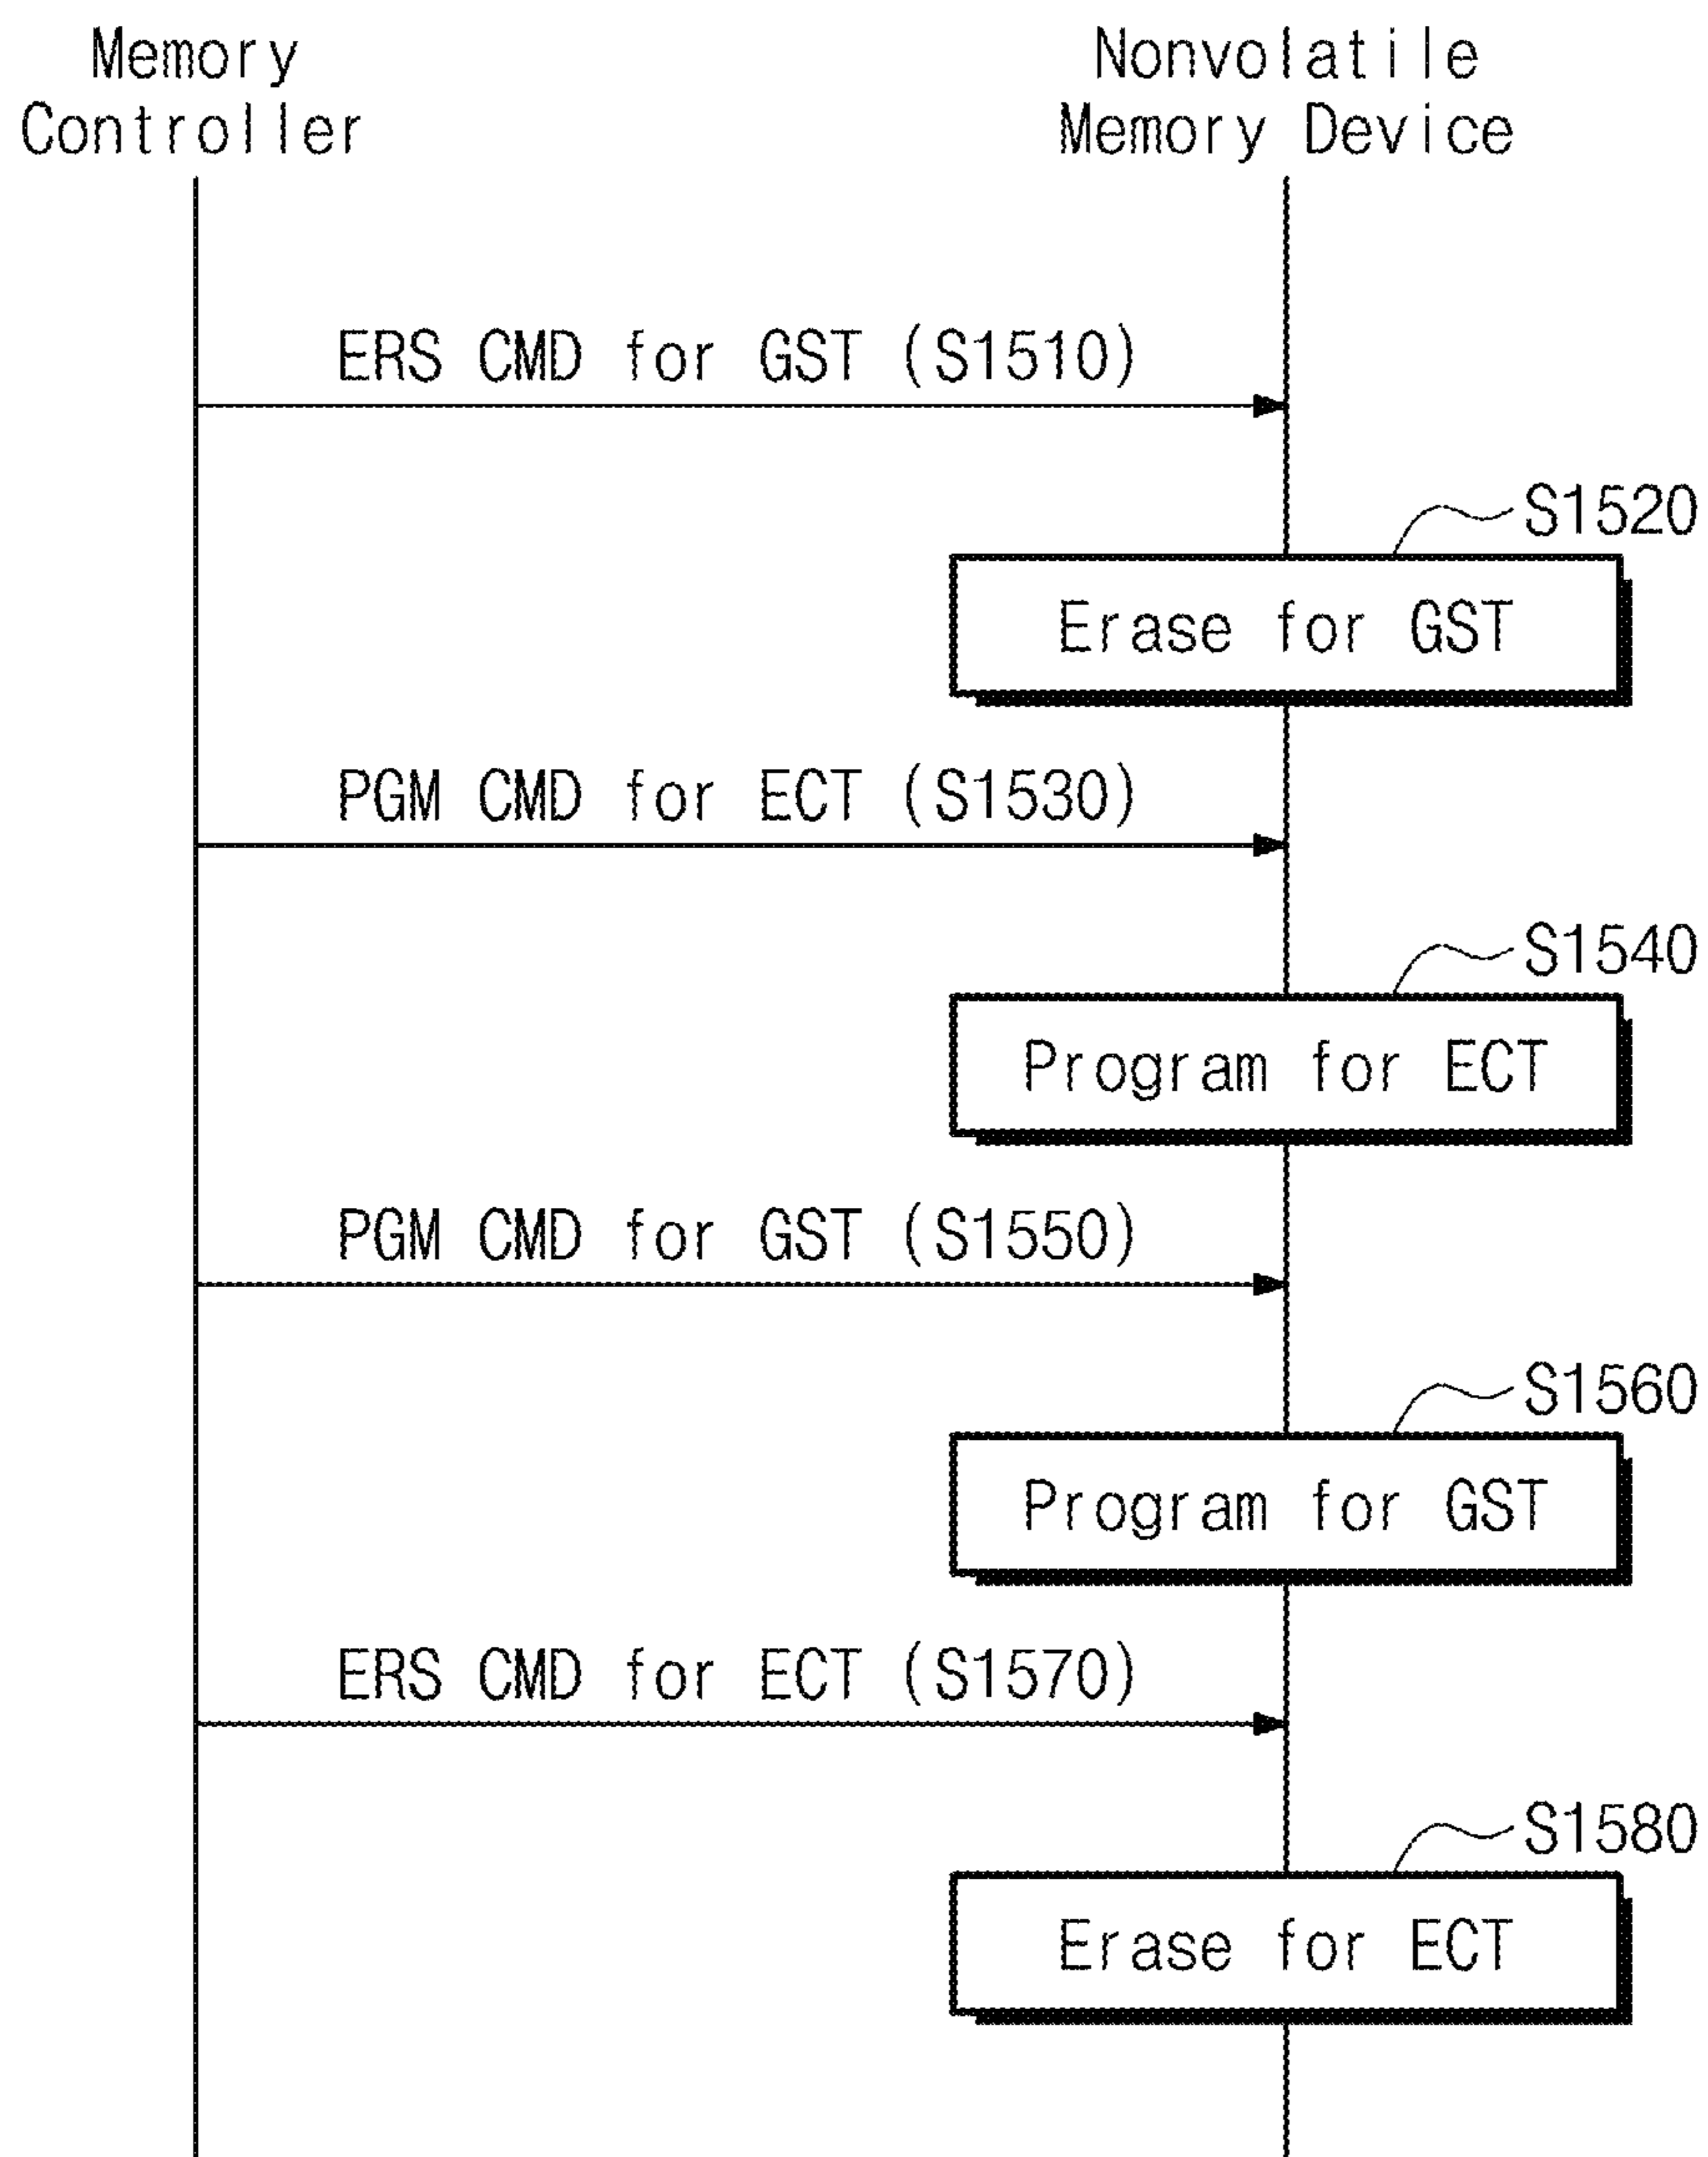 Memory
Controller
Nonvolatile
Memory Device
ERS CMD for GST (S1510)
S1520
Erase for GST
PGM CMD for ECT (S1530)
S1540
Program for ECT
PGM CMD for GST (S1550)
S1560
Program for GST
ERS CMD for ECT (S1570)
S1580
Erase for ECT